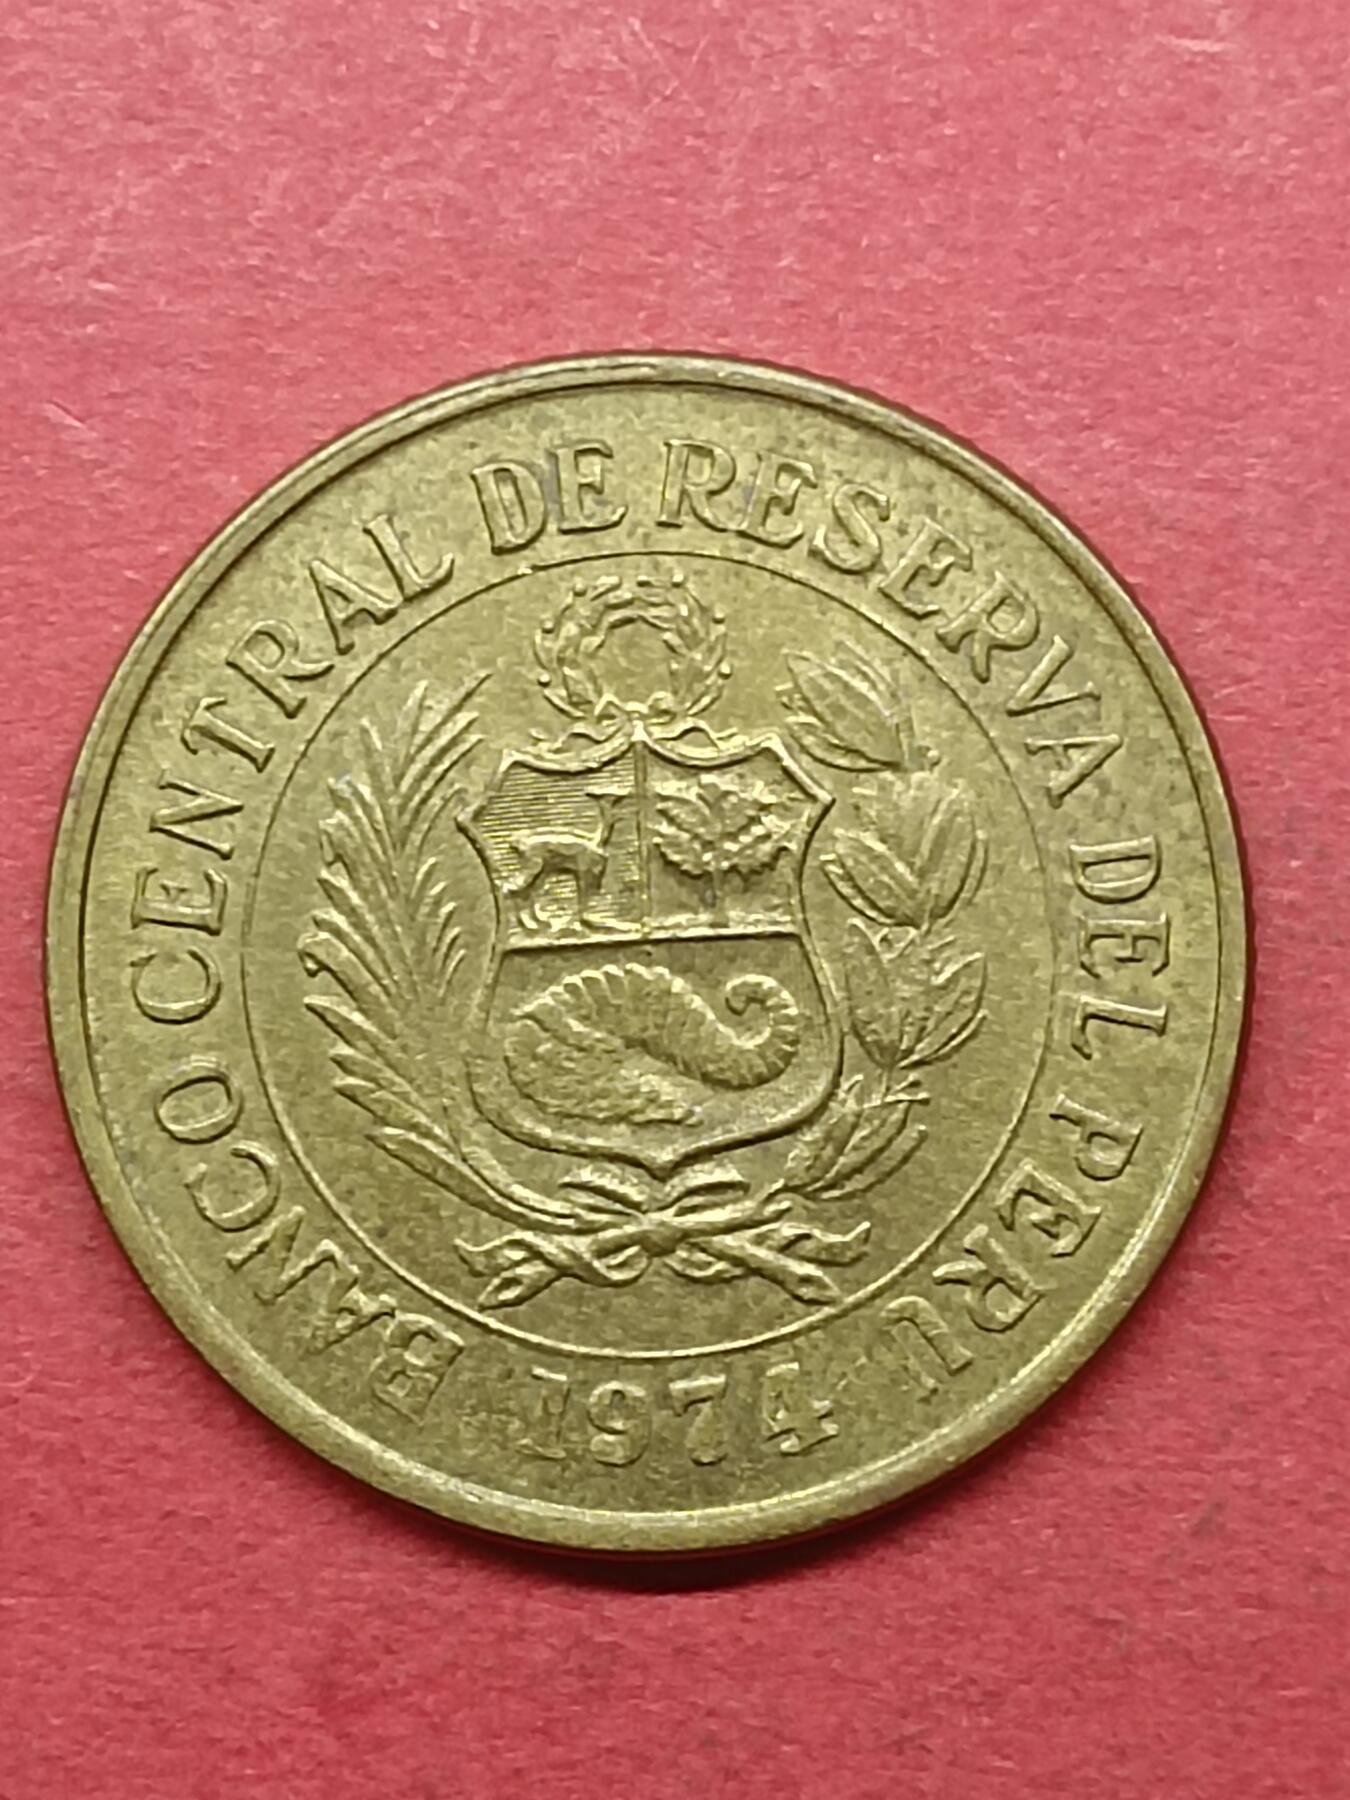 BANCO CENTRAL DE RESERVA DEL PERU
1974